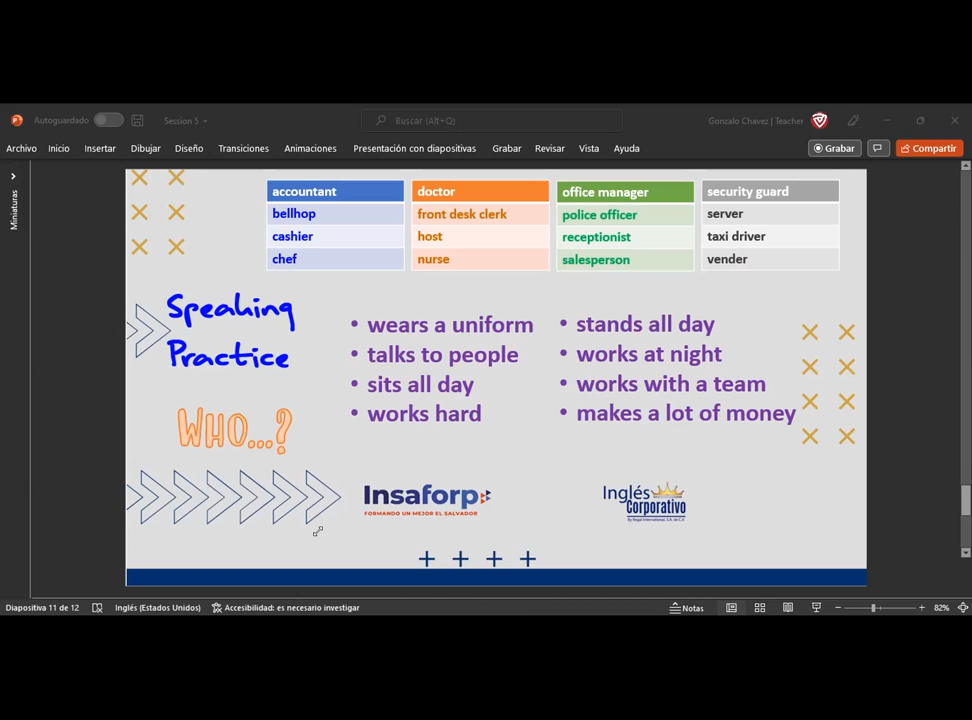 Autoguardado
Session 5
Buscar (Alt+Q)
Gonzalo Chavez | Teacher
Archivo Inicio Insertar Dibujar Diseño Transiciones Animaciones Presentación con diapositivas Grabar Revisar Vista Ayuda
Grabar
Compartir
Miniaturas
accountant doctor office manager security guard
bellhop front desk clerk police officer server
cashier host receptionist taxi driver
chef nurse salesperson vender
Speaking
Practice
WHO...?
• wears a uniform
• talks to people
• sits all day
• works hard
• stands all day
• works at night
• works with a team
• makes a lot of money
Insaforp
FORMANDO UN MEJOR EL SALVADOR
Inglés
Corporativo
By Regal International, S.A. de C.V.
Diapositiva 11 de 12 Inglés (Estados Unidos) Accesibilidad: es necesario investigar Notas 82%